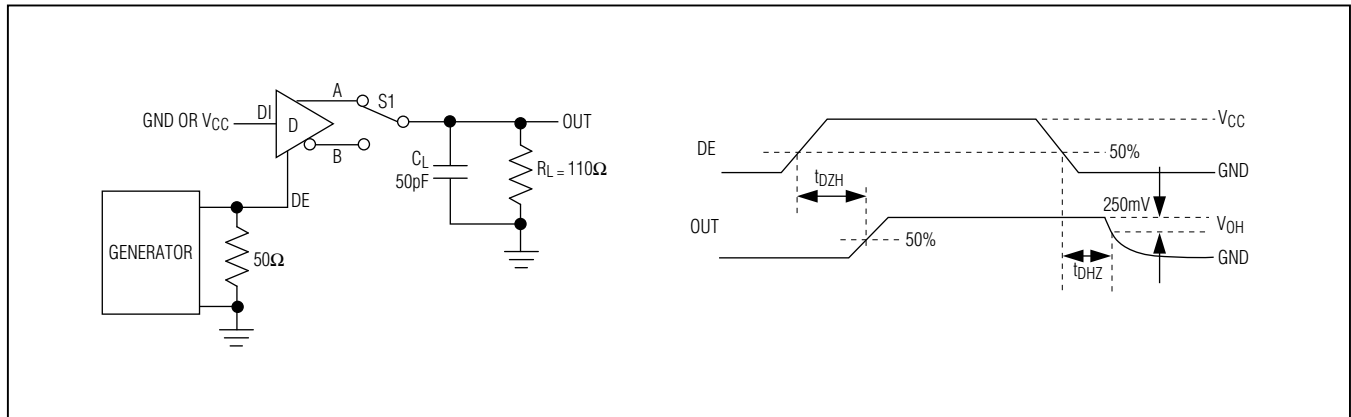 GND OR VCC
DI
D
A
B
S1
OUT
CL
50pF
RL = 110Ω
DE
GENERATOR
50Ω
DE
VCC
50%
GND
tDZH
250mV
OUT
50%
VOH
tDHZ
GND